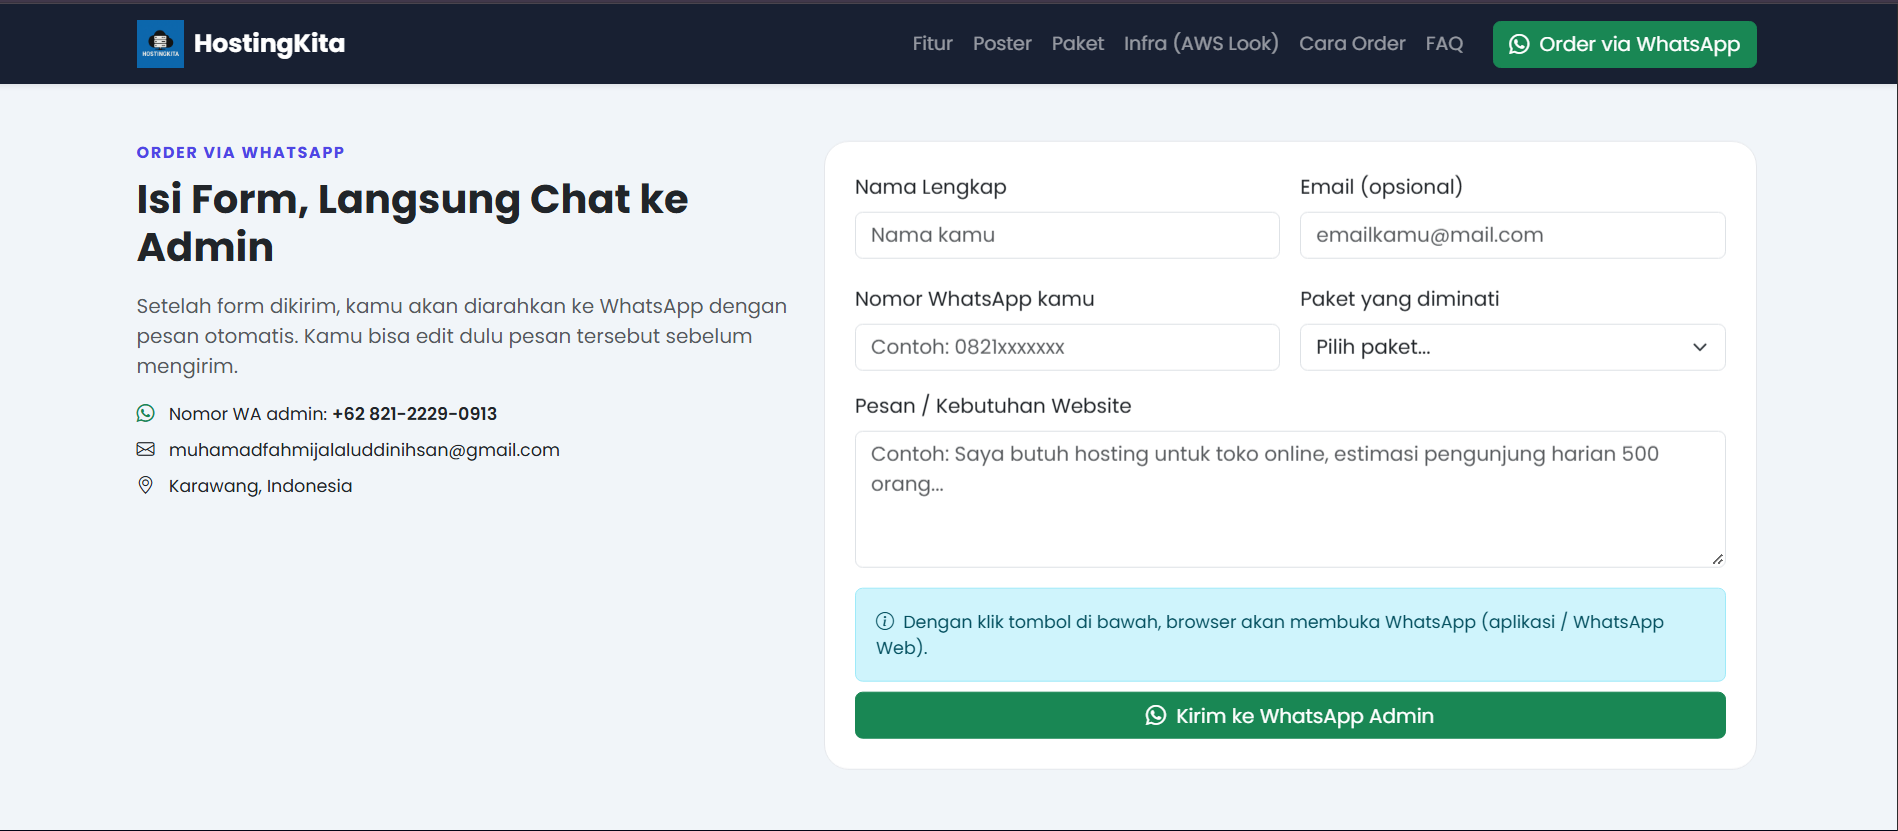 HOSTINGKITA
HostingKita
Fitur
Poster
Paket
Infra (AWS Look)
Cara Order
FAQ
Order via WhatsApp
ORDER VIA WHATSAPP
Isi Form, Langsung Chat ke
Admin
Setelah form dikirim, kamu akan diarahkan ke WhatsApp dengan
pesan otomatis. Kamu bisa edit dulu pesan tersebut sebelum
mengirim.
Nomor WA admin: +62 821-2229-0913
muhamadfahmijalaluddinihsan@gmail.com
Karawang, Indonesia
Nama Lengkap
Nama kamu
Email (opsional)
emailkamu@mail.com
Nomor WhatsApp kamu
Contoh: 0821xxxxxxx
Paket yang diminati
Pilih paket...
Pesan / Kebutuhan Website
Contoh: Saya butuh hosting untuk toko online, estimasi pengunjung harian 500
orang...
Dengan klik tombol di bawah, browser akan membuka WhatsApp (aplikasi / WhatsApp
Web).
Kirim ke WhatsApp Admin